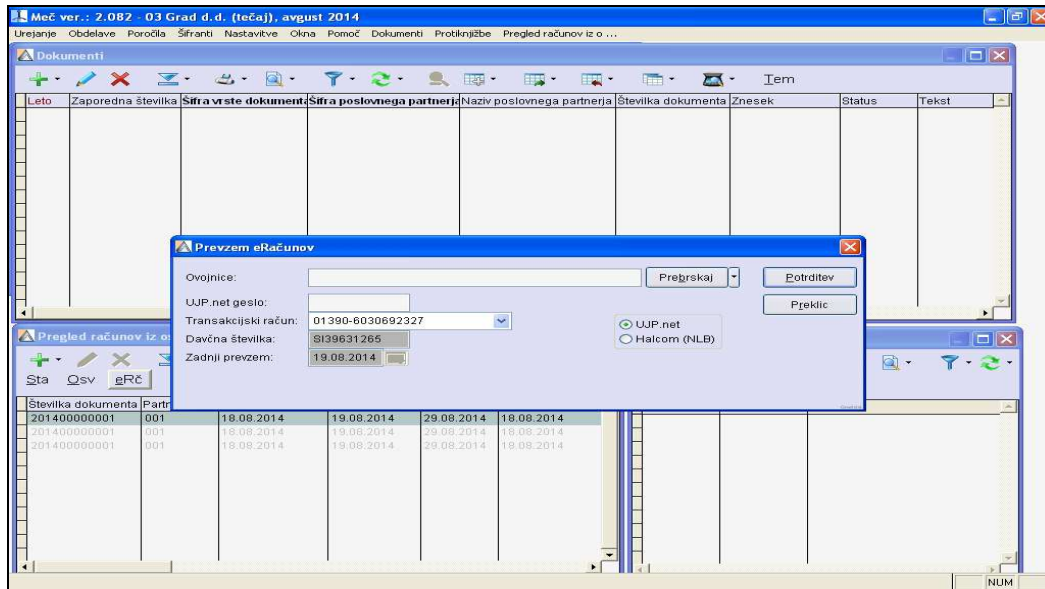 Meč ver.: 2.082 - 03 Grad d.d. (tečaj), avgust 2014
Urejanje Obdelave Poročila Šifranti Nastavitve Okna Pomoč Dokumenti Protiknjižbe Pregled računov iz o ...
Dokumenti
Tem
Leto Zaporedna številka Šifra vrste dokumenta Šifra poslovnega partnerja Naziv poslovnega partnerja Številka dokumenta Znesek Status Tekst
Prevzem eRačunov
Ovojnice: Prebrskaj Potrditev
UJP.net geslo: Preklic
Transakcijski račun: 01390-6030692327 UJP.net
Davčna številka: SI39631265 Halcom (NLB)
Zadnji prevzem: 19.08.2014
Pregled računov iz o
Sta Osv eRč
Številka dokumenta Partr
201400000001 001 18.08.2014 19.08.2014 29.08.2014 18.08.2014
201400000001 001 18.08.2014 19.08.2014 29.08.2014 18.08.2014
201400000001 001 18.08.2014 19.08.2014 29.08.2014 18.08.2014
NUM